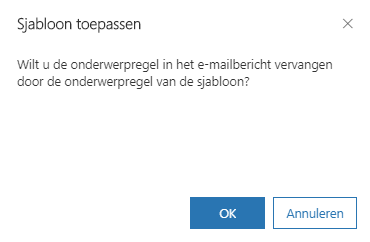 Sjabloon toepassen
Wilt u de onderwerpregel in het e-mailbericht vervangen
door de onderwerpregel van de sjabloon?
OK
Annuleren